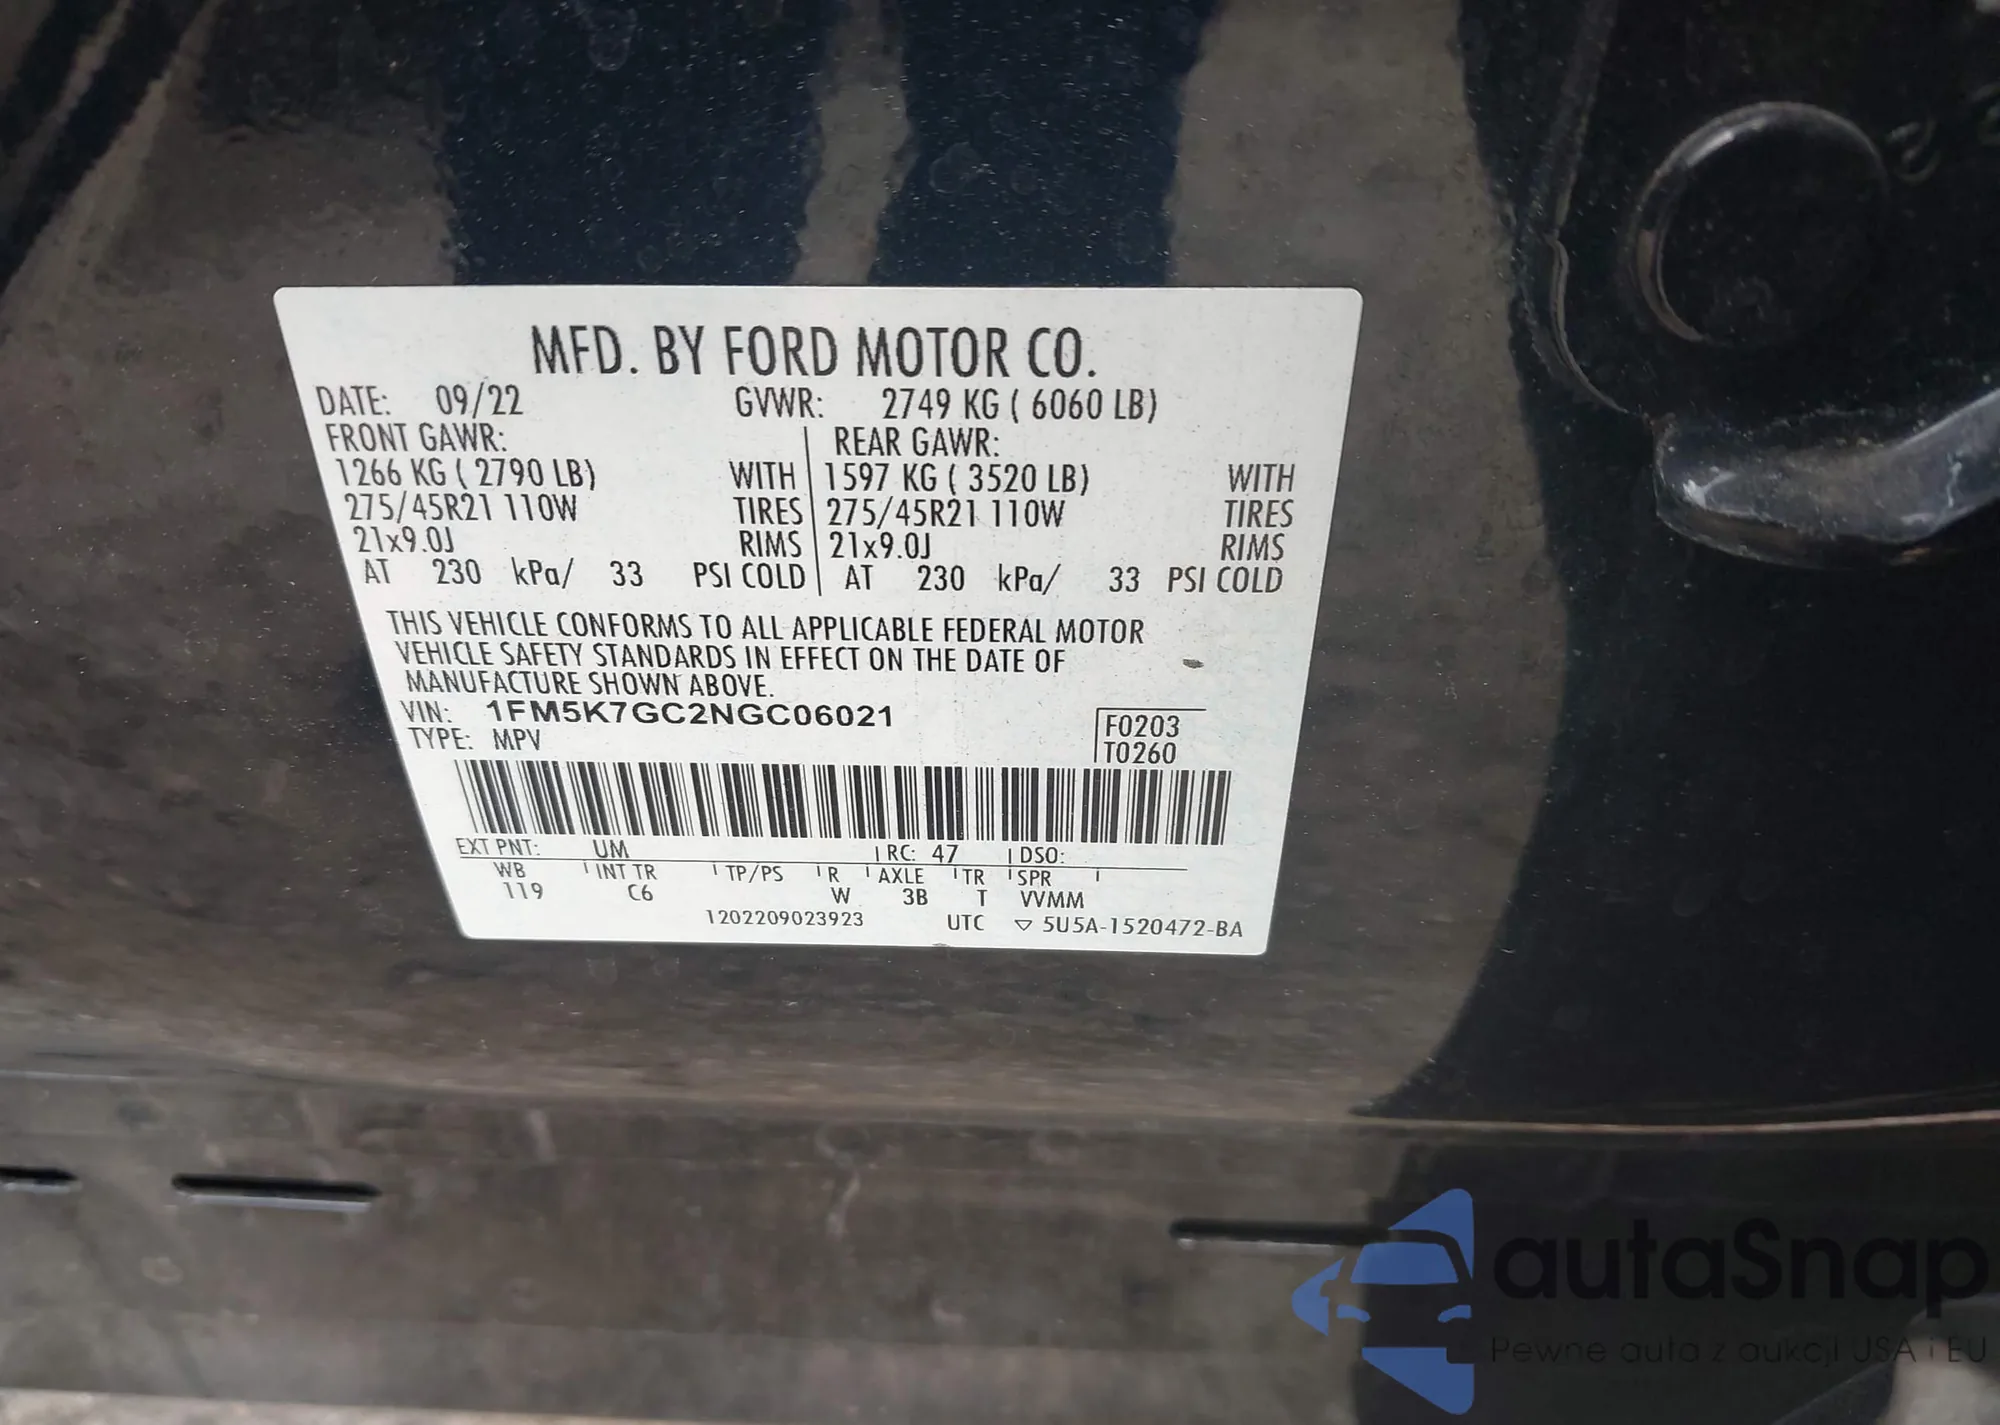 MFD. BY FORD MOTOR CO.
DATE: 09/22 GVWR: 2749 KG ( 6060 LB)
FRONT GAWR: REAR GAWR:
1266 KG ( 2790 LB) WITH 1597 KG ( 3520 LB) WITH
275/45R21 110W TIRES 275/45R21 110W TIRES
21x9.0J RIMS 21x9.0J RIMS
AT 230 kPa/ 33 PSI COLD AT 230 kPa/ 33 PSI COLD
THIS VEHICLE CONFORMS TO ALL APPLICABLE FEDERAL MOTOR
VEHICLE SAFETY STANDARDS IN EFFECT ON THE DATE OF
MANUFACTURE SHOWN ABOVE.
VIN: 1FM5K7GC2NGC06021
F0203
TYPE: MPV
T0260
EXT PNT: UM RC: 47 DSO:
WB INT TR TP/PS R AXLE TR SPR
119 C6 W 3B T VVMM
1202209023923 UTC ▽ 5U5A-1520472-BA
autaSnap
Pewne auta z aukcji USA i EU